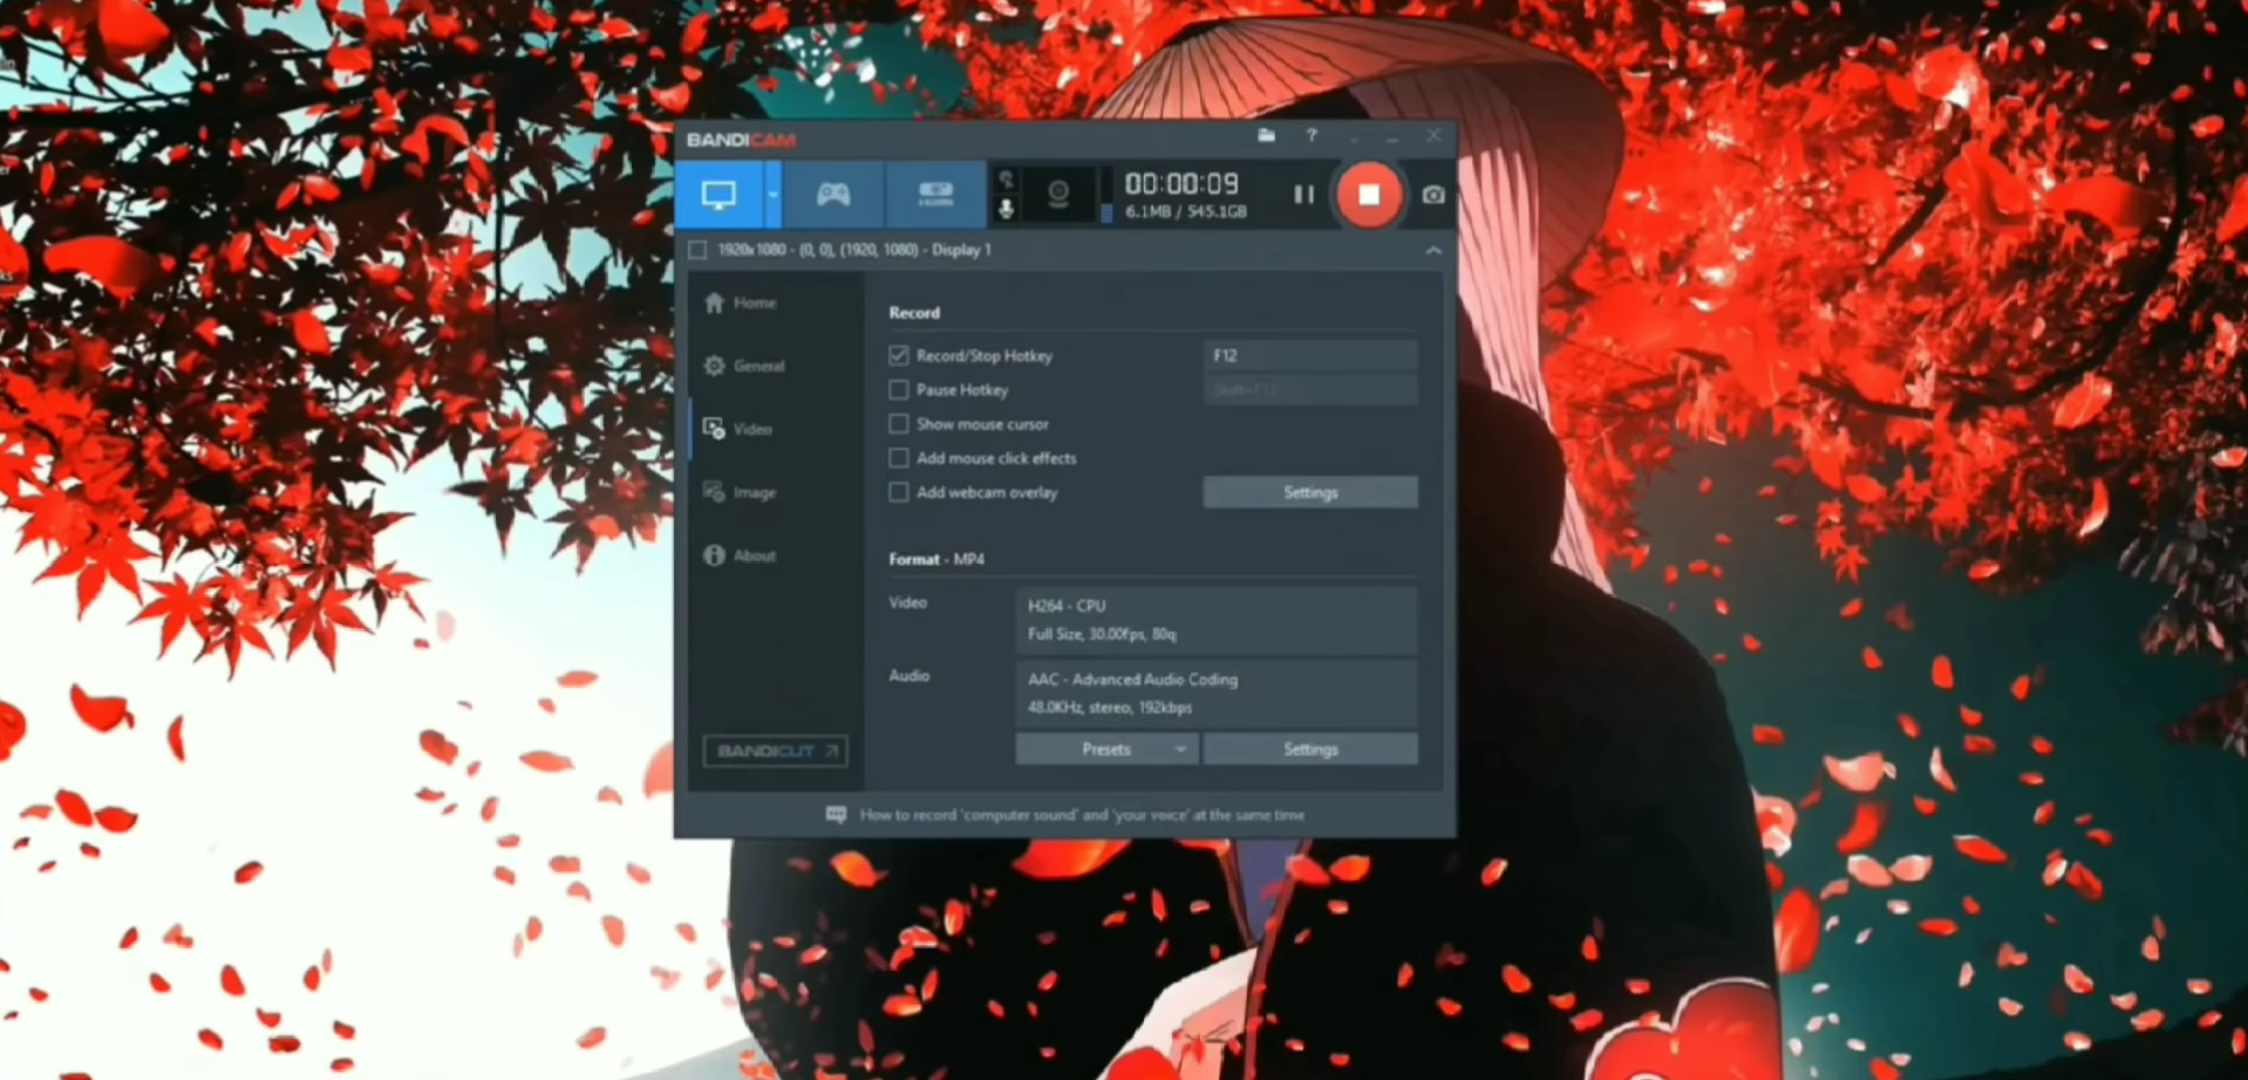 BANDICAM
?
HDMI
00:00:09
6.1MB / 545.1GB
1920x1080 - (0, 0), (1920, 1080) - Display 1
Home
General
Video
Image
About
BANDICUT
Record
Record/Stop Hotkey F12
Pause Hotkey Shift+F12
Show mouse cursor
Add mouse click effects
Add webcam overlay Settings
Format - MP4
Video H264 - CPU
Full Size, 30.00fps, 80q
Audio AAC - Advanced Audio Coding
48.0KHz, stereo, 192kbps
Presets Settings
How to record 'computer sound' and 'your voice' at the same time